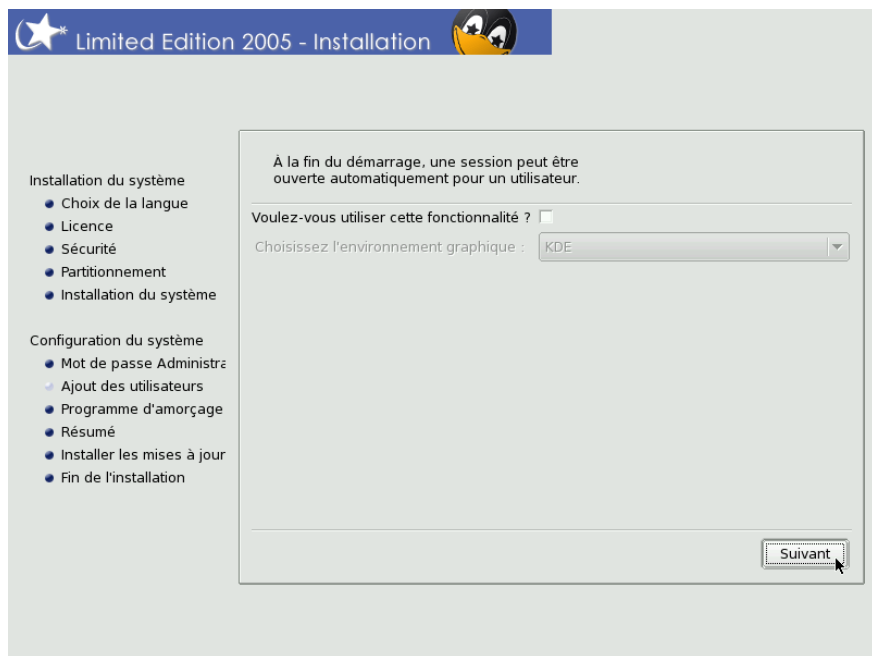 Limited Edition 2005 - Installation
Installation du système
Choix de la langue
Licence
Sécurité
Partitionnement
Installation du système
Configuration du système
Mot de passe Administra
Ajout des utilisateurs
Programme d'amorçage
Résumé
Installer les mises à jour
Fin de l'installation
À la fin du démarrage, une session peut être
ouverte automatiquement pour un utilisateur.
Voulez-vous utiliser cette fonctionnalité ?
Choisissez l'environnement graphique :
KDE
Suivant